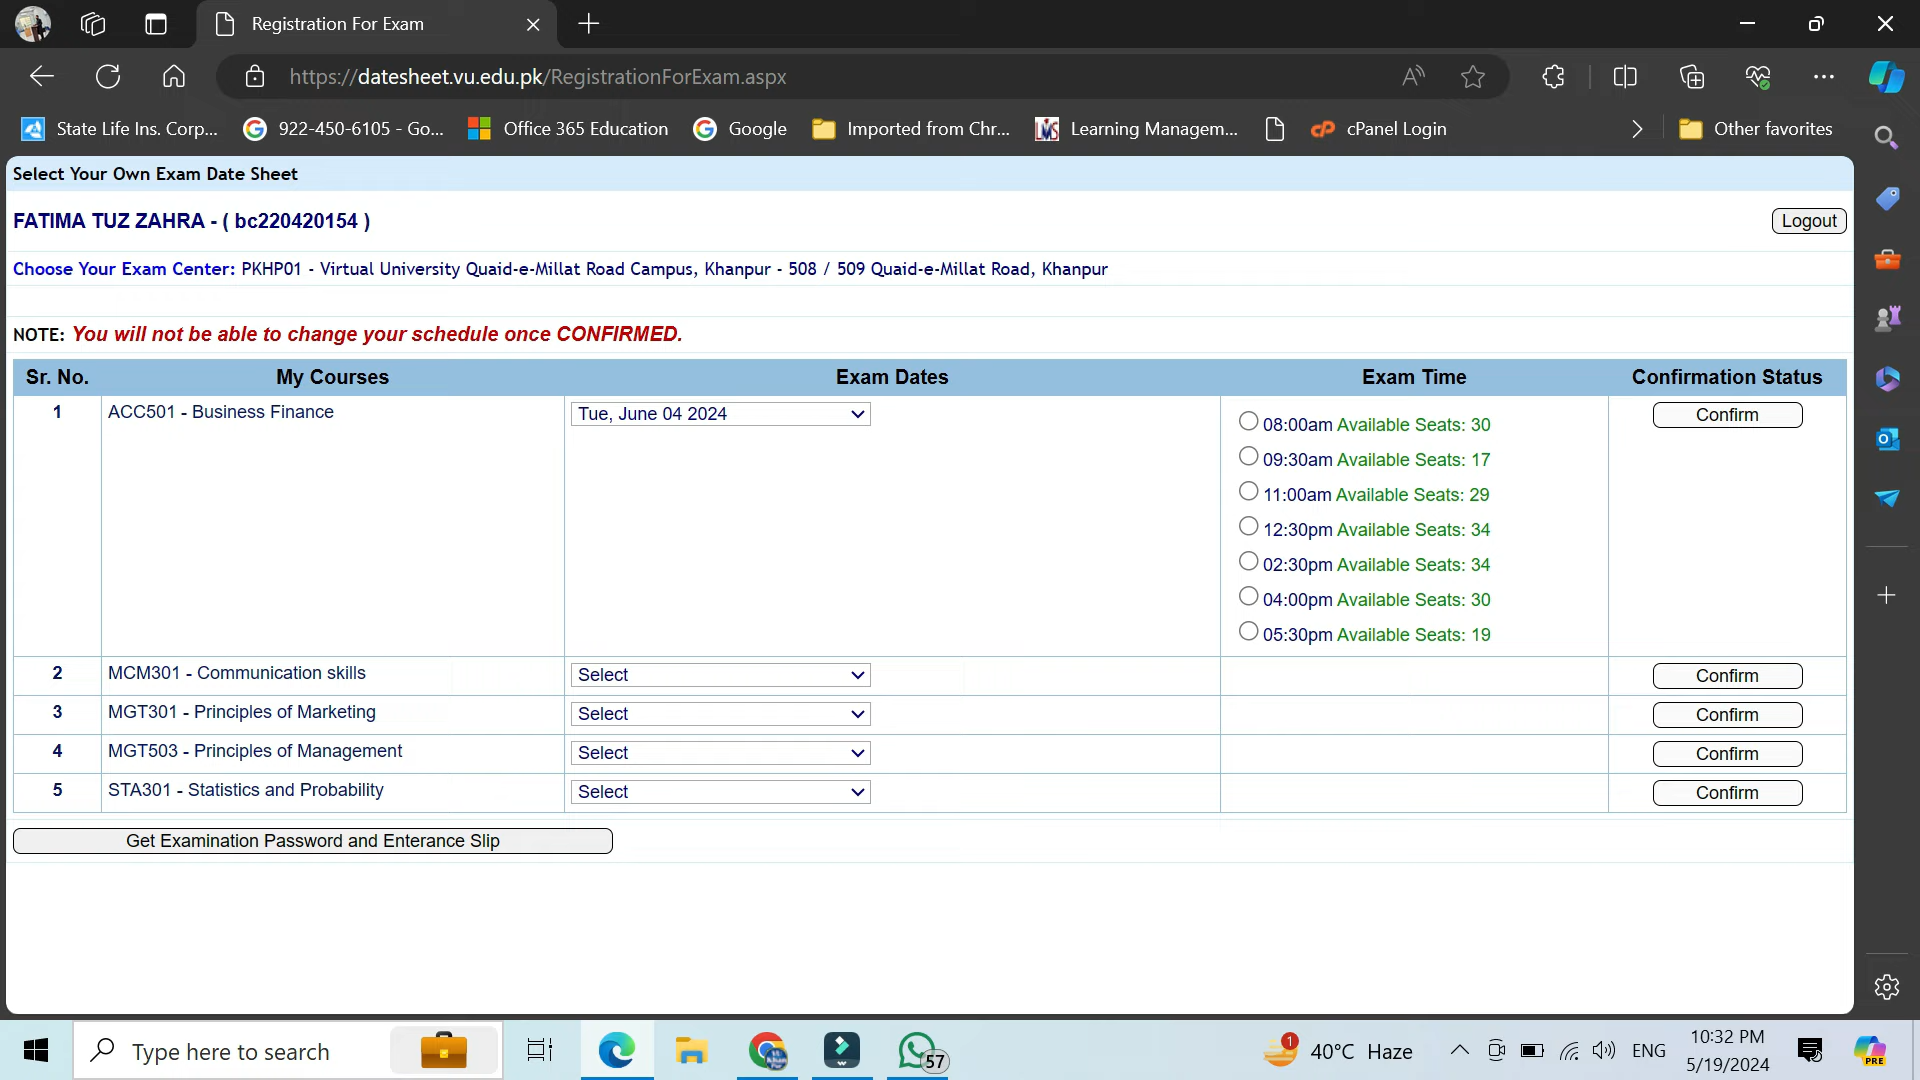 Registration For Exam
https://datesheet.vu.edu.pk/RegistrationForExam.aspx
State Life Ins. Corp...
922-450-6105 - Go...
Office 365 Education
Google
Imported from Chr...
Learning Managem...
cPanel Login
Other favorites
Select Your Own Exam Date Sheet
FATIMA TUZ ZAHRA - ( bc220420154 )
Logout
Choose Your Exam Center: PKHP01 - Virtual University Quaid-e-Millat Road Campus, Khanpur - 508 / 509 Quaid-e-Millat Road, Khanpur
NOTE: You will not be able to change your schedule once CONFIRMED.
Sr. No. My Courses Exam Dates Exam Time Confirmation Status
1 ACC501 - Business Finance Tue, June 04 2024 Confirm
08:00am Available Seats: 30
09:30am Available Seats: 17
11:00am Available Seats: 29
12:30pm Available Seats: 34
02:30pm Available Seats: 34
04:00pm Available Seats: 30
05:30pm Available Seats: 19
2 MCM301 - Communication skills Select Confirm
3 MGT301 - Principles of Marketing Select Confirm
4 MGT503 - Principles of Management Select Confirm
5 STA301 - Statistics and Probability Select Confirm
Get Examination Password and Enterance Slip
Type here to search
57
1
40°C Haze
ENG
10:32 PM
5/19/2024
PRE